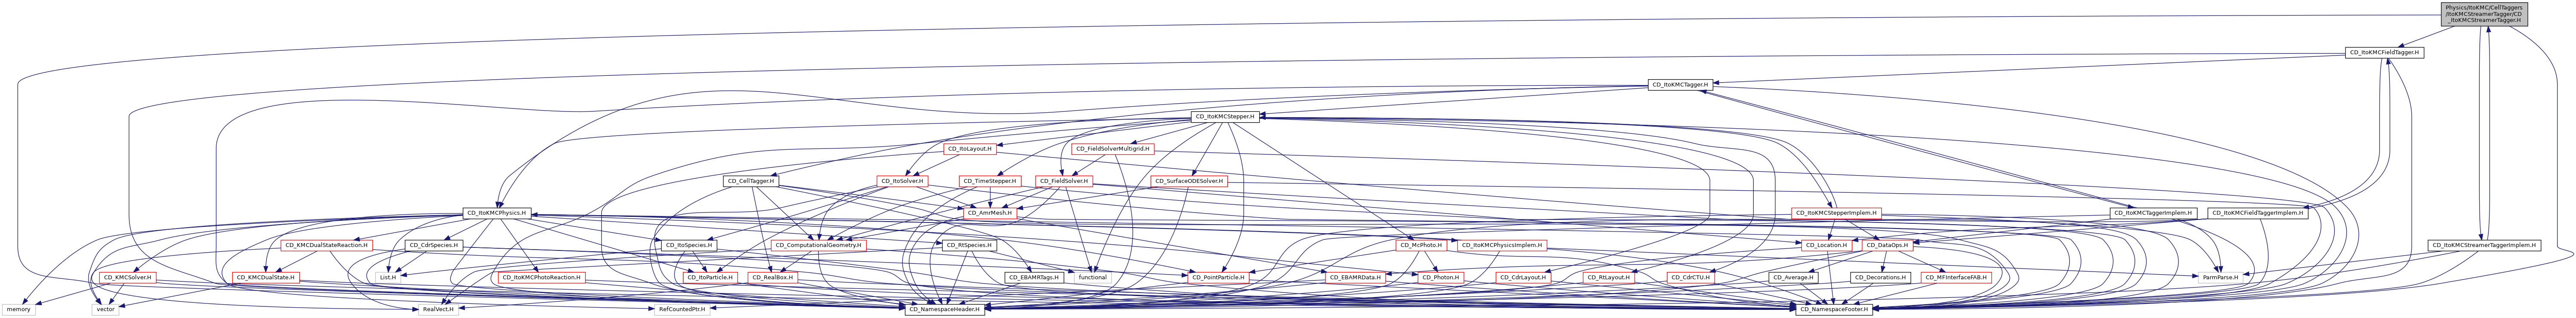 Physics/ItoKMC/CellTaggers
/ItoKMCStreamerTagger/CD
_ItoKMCStreamerTagger.H
CD_ItoKMCFieldTagger.H
CD_ItoKMCTagger.H
CD_ItoKMCStepper.H
CD_ItoLayout.H
CD_FieldSolverMultigrid.H
CD_CellTagger.H
CD_ItoSolver.H
CD_TimeStepper.H
CD_FieldSolver.H
CD_SurfaceODESolver.H
CD_ItoKMCPhysics.H
CD_AmrMesh.H
CD_ItoKMCStepperImplem.H
CD_ItoKMCTaggerImplem.H
CD_ItoKMCFieldTaggerImplem.H
CD_KMCDualStateReaction.H
CD_CdrSpecies.H
CD_ItoSpecies.H
CD_ComputationalGeometry.H
CD_RtSpecies.H
CD_McPhoto.H
CD_ItoKMCPhysicsImplem.H
CD_Location.H
CD_DataOps.H
CD_ItoKMCStreamerTaggerImplem.H
CD_KMCSolver.H
CD_KMCDualState.H
List.H
CD_ItoKMCPhotoReaction.H
CD_ItoParticle.H
CD_RealBox.H
CD_EBAMRTags.H
functional
CD_PointParticle.H
CD_EBAMRData.H
CD_Photon.H
CD_CdrLayout.H
CD_RtLayout.H
CD_CdrCTU.H
CD_Average.H
CD_Decorations.H
CD_MFInterfaceFAB.H
ParmParse.H
memory
vector
RealVect.H
RefCountedPtr.H
CD_NamespaceHeader.H
CD_NamespaceFooter.H